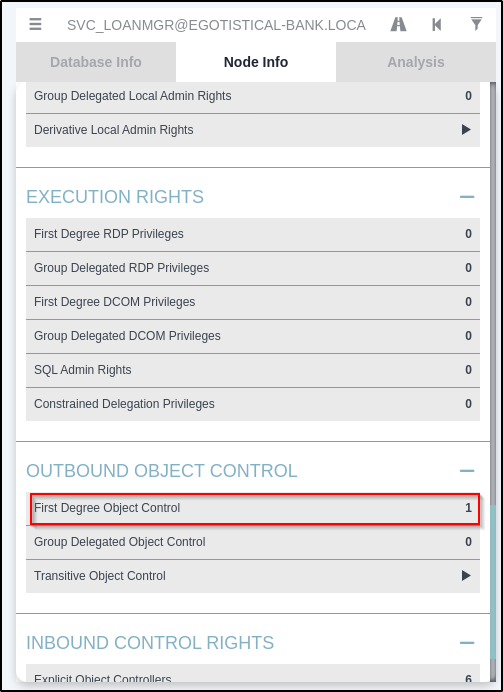 SVC_LOANMGR@EGOTISTICAL-BANK.LOCA
Database Info Node Info Analysis
Group Delegated Local Admin Rights 0
Derivative Local Admin Rights
EXECUTION RIGHTS
First Degree RDP Privileges 0
Group Delegated RDP Privileges 0
First Degree DCOM Privileges 0
Group Delegated DCOM Privileges 0
SQL Admin Rights 0
Constrained Delegation Privileges 0
OUTBOUND OBJECT CONTROL
First Degree Object Control 1
Group Delegated Object Control 0
Transitive Object Control
INBOUND CONTROL RIGHTS
Explicit Object Controllers 6